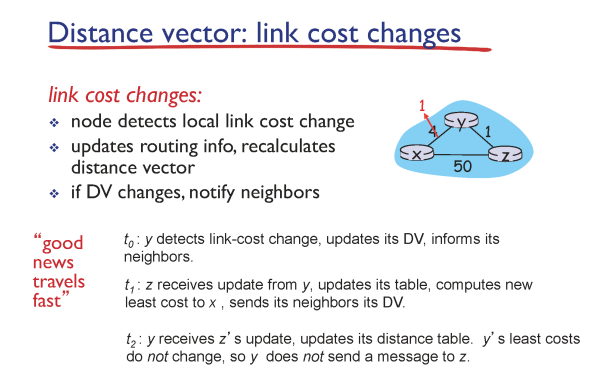 Distance vector: link cost changes
link cost changes:
❖ node detects local link cost change
❖ updates routing info, recalculates
distance vector
❖ if DV changes, notify neighbors
1
4
y
1
x
z
50
“good
news
travels
fast”
t0 : y detects link-cost change, updates its DV, informs its
neighbors.
t1 : z receives update from y, updates its table, computes new
least cost to x , sends its neighbors its DV.
t2 : y receives z’s update, updates its distance table. y’s least costs
do not change, so y does not send a message to z.